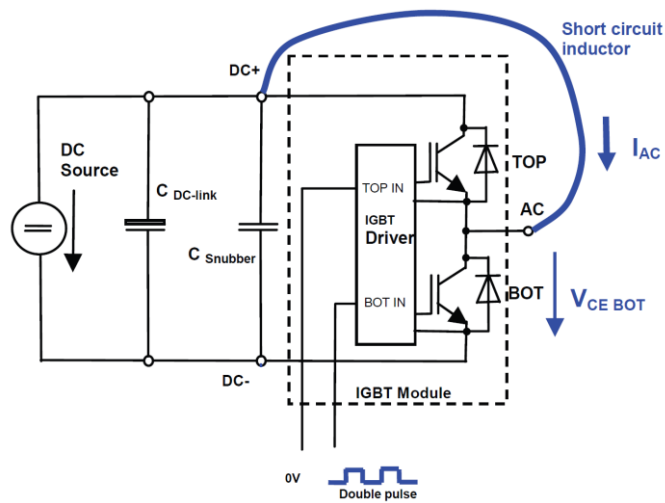 Short circuit
inductor
DC+
I AC
DC
Source
C DC-link
C Snubber
TOP IN
IGBT
Driver
BOT IN
TOP
AC
BOT
V CE BOT
DC-
IGBT Module
0V
Double pulse